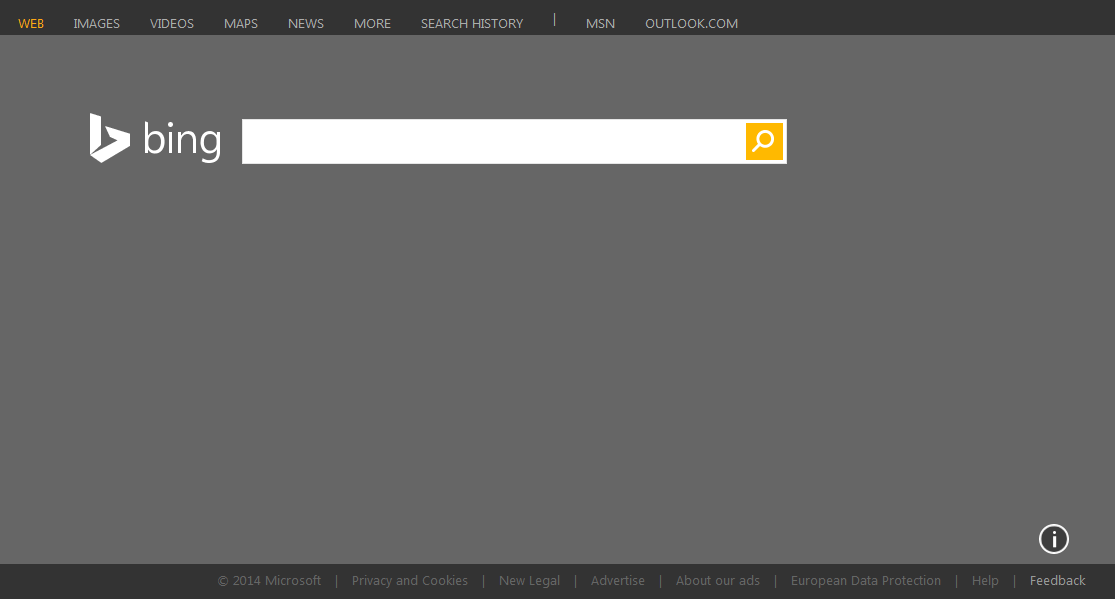 WEB IMAGES VIDEOS MAPS NEWS MORE SEARCH HISTORY | MSN OUTLOOK.COM
bing
© 2014 Microsoft | Privacy and Cookies | New Legal | Advertise | About our ads | European Data Protection | Help | Feedback